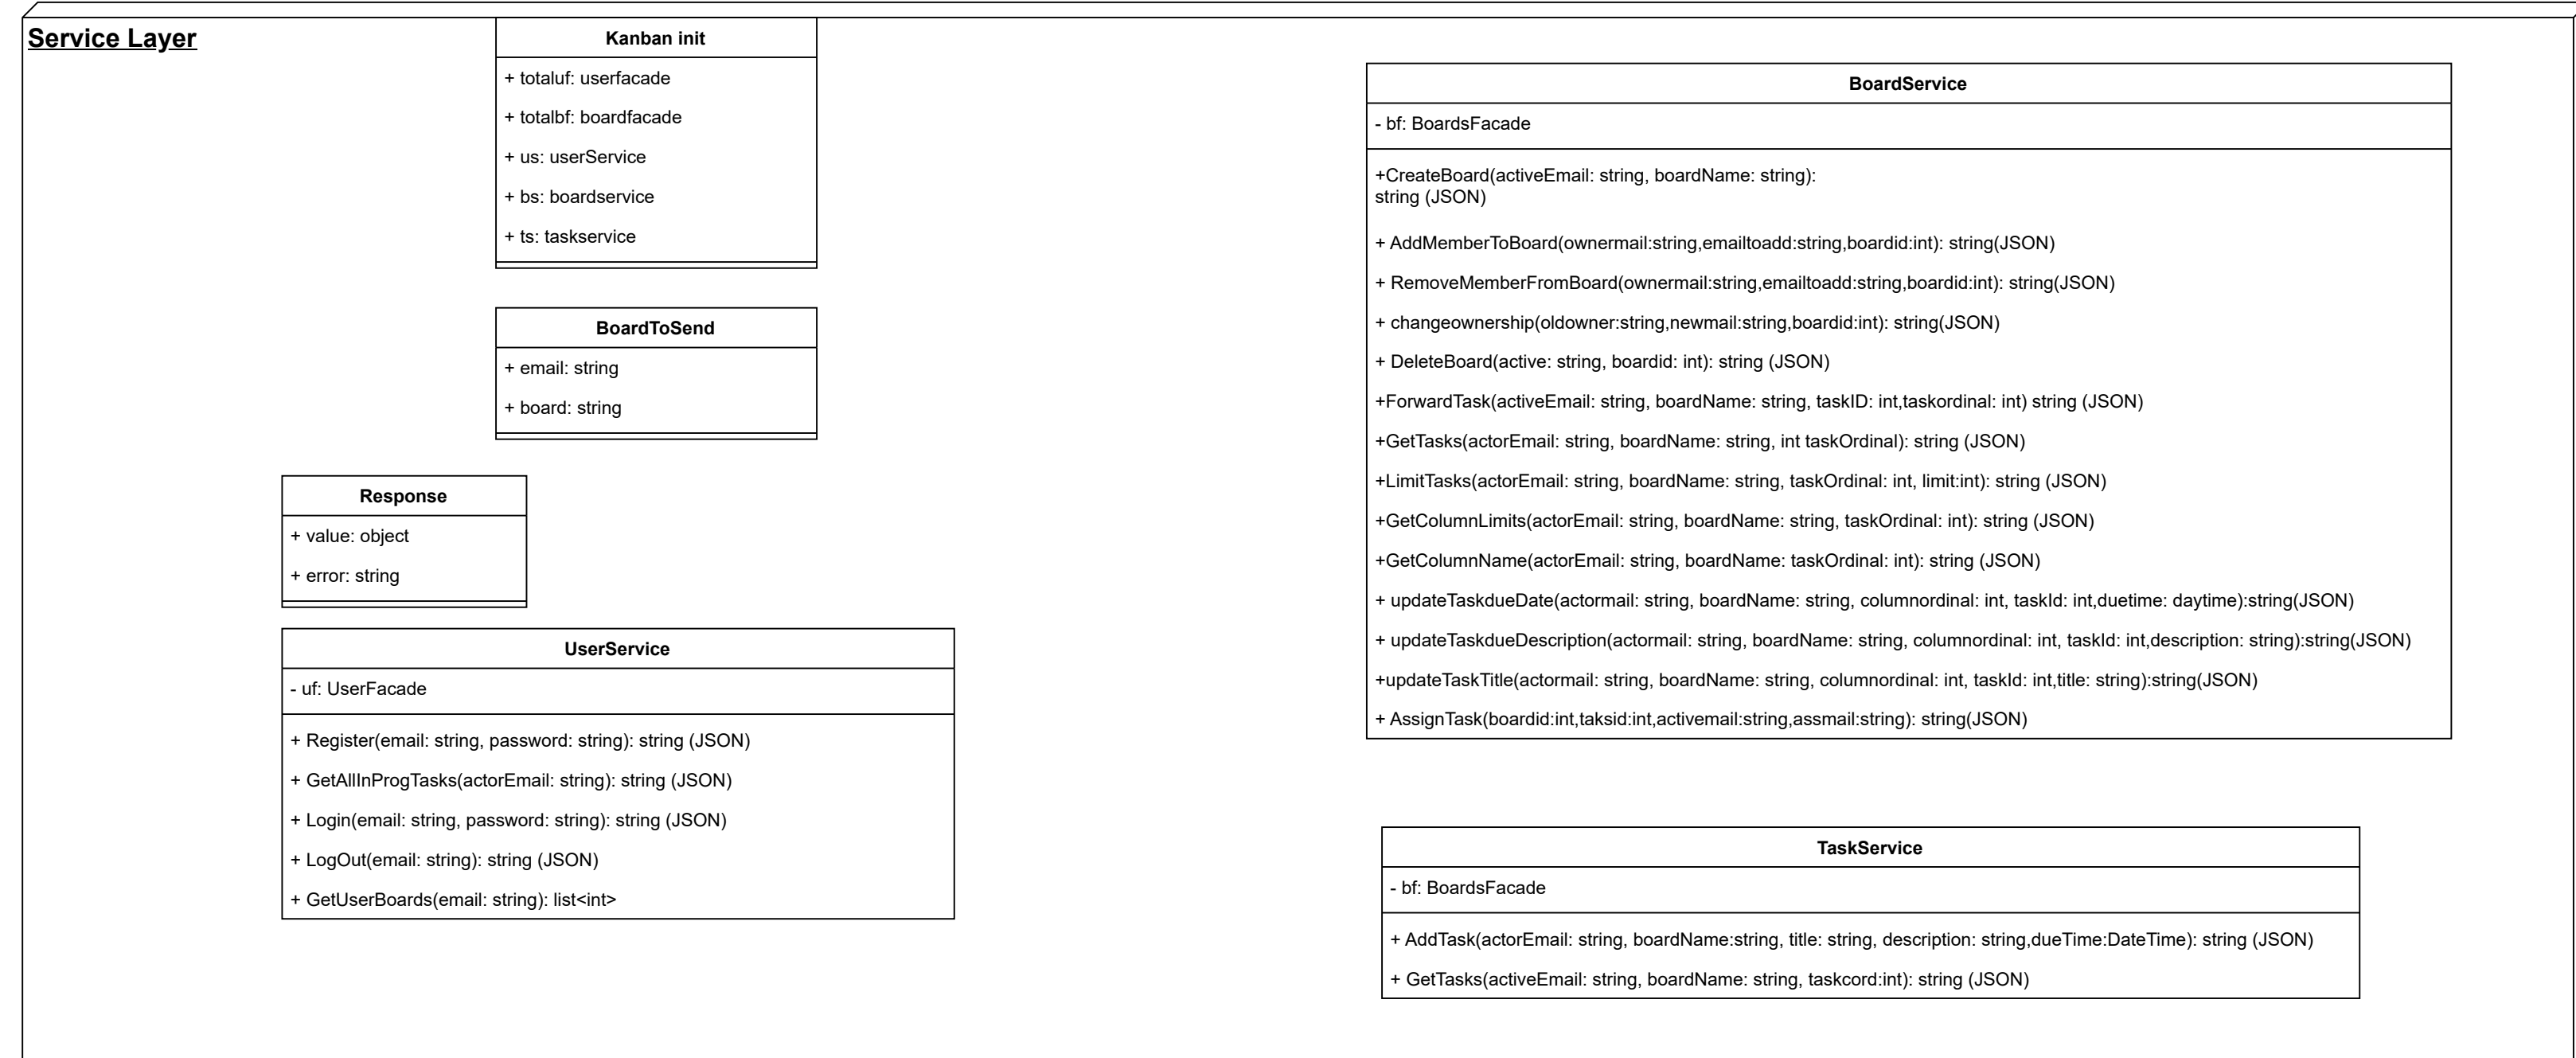 Service Layer
Kanban init
+ totaluf: userfacade
+ totalbf: boardfacade
+ us: userService
+ bs: boardservice
+ ts: taskservice
BoardToSend
+ email: string
+ board: string
Response
+ value: object
+ error: string
UserService
- uf: UserFacade
+ Register(email: string, password: string): string (JSON)
+ GetAllInProgTasks(actorEmail: string): string (JSON)
+ Login(email: string, password: string): string (JSON)
+ LogOut(email: string): string (JSON)
+ GetUserBoards(email: string): list<int>
BoardService
- bf: BoardsFacade
+CreateBoard(activeEmail: string, boardName: string):
string (JSON)
+ AddMemberToBoard(ownermail:string,emailtoadd:string,boardid:int): string(JSON)
+ RemoveMemberFromBoard(ownermail:string,emailtoadd:string,boardid:int): string(JSON)
+ changeownership(oldowner:string,newmail:string,boardid:int): string(JSON)
+ DeleteBoard(active: string, boardid: int): string (JSON)
+ForwardTask(activeEmail: string, boardName: string, taskID: int,taskordinal: int) string (JSON)
+GetTasks(actorEmail: string, boardName: string, int taskOrdinal): string (JSON)
+LimitTasks(actorEmail: string, boardName: string, taskOrdinal: int, limit:int): string (JSON)
+GetColumnLimits(actorEmail: string, boardName: string, taskOrdinal: int): string (JSON)
+GetColumnName(actorEmail: string, boardName: taskOrdinal: int): string (JSON)
+ updateTaskdueDate(actormail: string, boardName: string, columnordinal: int, taskId: int,duetime: daytime):string(JSON)
+ updateTaskdueDescription(actormail: string, boardName: string, columnordinal: int, taskId: int,description: string):string(JSON)
+updateTaskTitle(actormail: string, boardName: string, columnordinal: int, taskId: int,title: string):string(JSON)
+ AssignTask(boardid:int,taksid:int,activemail:string,assmail:string): string(JSON)
TaskService
- bf: BoardsFacade
+ AddTask(actorEmail: string, boardName:string, title: string, description: string,dueTime:DateTime): string (JSON)
+ GetTasks(activeEmail: string, boardName: string, taskcord:int): string (JSON)